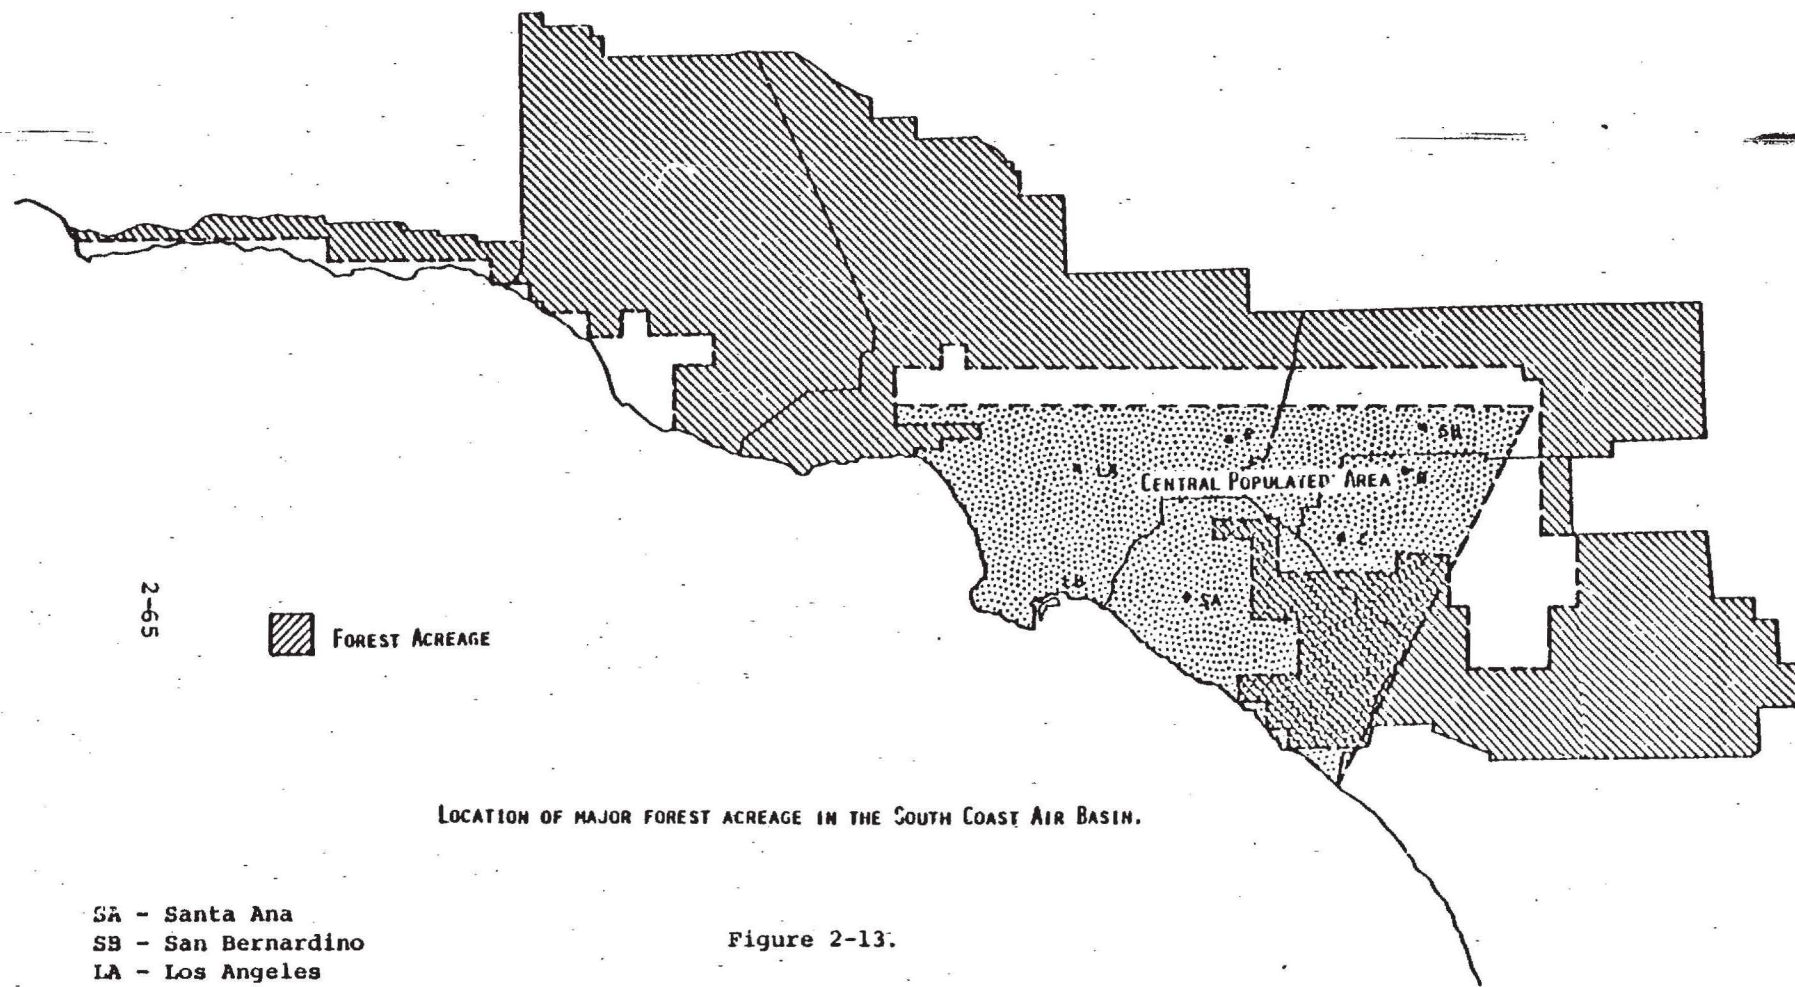 P
SB
LA
CENTRAL POPULATED AREA
R
C
LB
SA
2-65
FOREST ACREAGE
LOCATION OF MAJOR FOREST ACREAGE IN THE SOUTH COAST AIR BASIN.
SA - Santa Ana
SB - San Bernardino
LA - Los Angeles
Figure 2-13.